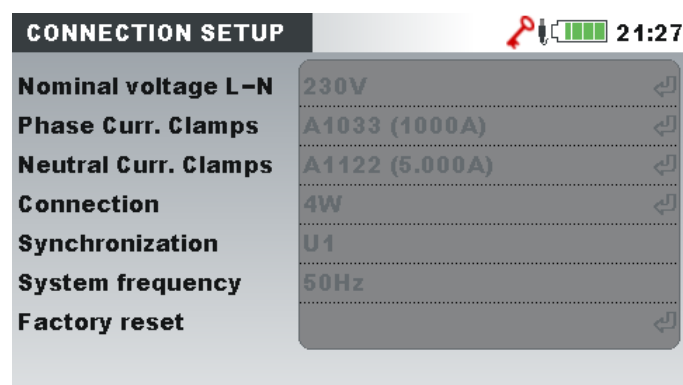 CONNECTION SETUP 21:27
Nominal voltage L-N 230V
Phase Curr. Clamps A1033 (1000A)
Neutral Curr. Clamps A1122 (5.000A)
Connection 4W
Synchronization U1
System frequency 50Hz
Factory reset